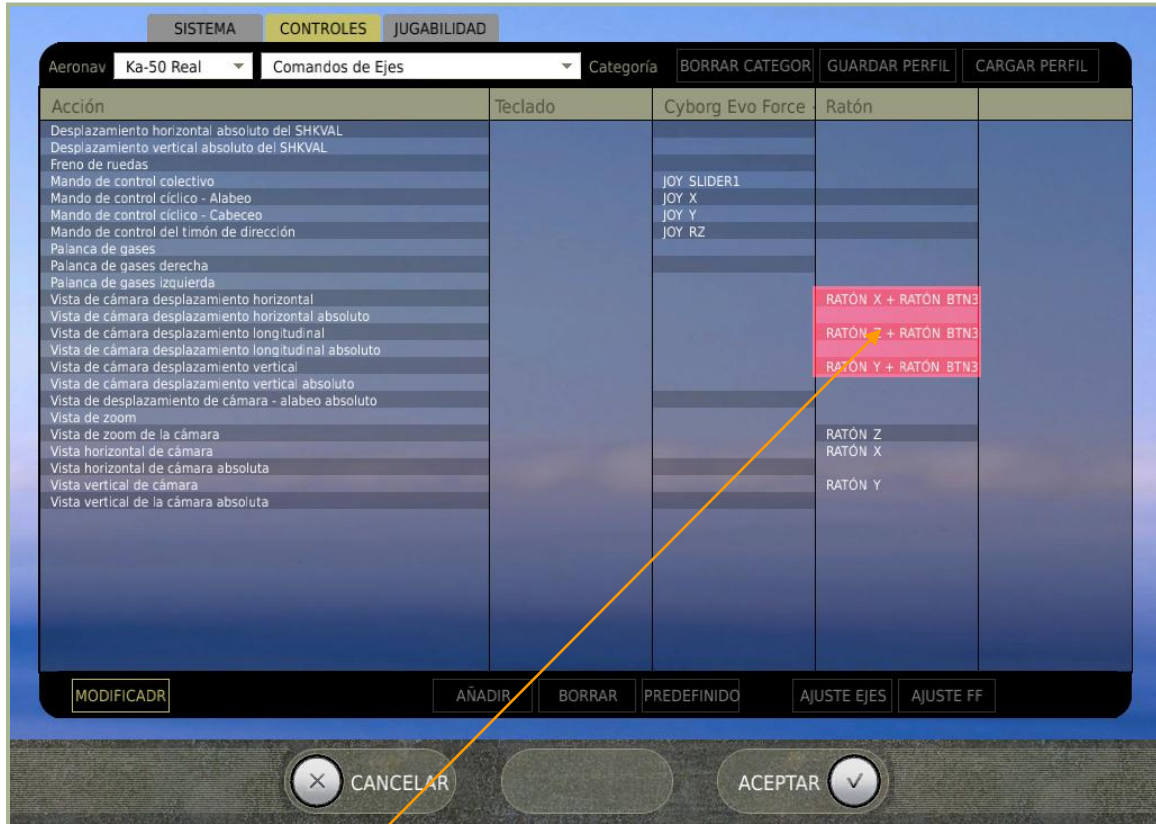 SISTEMA CONTROLES JUGABILIDAD
Aeronav Ka-50 Real Comandos de Ejes Categoría BORRAR CATEGOR GUARDAR PERFIL CARGAR PERFIL
Acción Teclado Cyborg Evo Force Ratón
Desplazamiento horizontal absoluto del SHKVAL
Desplazamiento vertical absoluto del SHKVAL
Freno de ruedas
Mando de control colectivo JOY SLIDER1
Mando de control cíclico - Alabeo JOY X
Mando de control cíclico - Cabeceo JOY Y
Mando de control del timón de dirección JOY RZ
Palanca de gases
Palanca de gases derecha
Palanca de gases izquierda
Vista de cámara desplazamiento horizontal RATÓN X + RATÓN BTN3
Vista de cámara desplazamiento horizontal absoluto
Vista de cámara desplazamiento longitudinal RATÓN Z + RATÓN BTN3
Vista de cámara desplazamiento longitudinal absoluto
Vista de cámara desplazamiento vertical RATÓN Y + RATÓN BTN3
Vista de cámara desplazamiento vertical absoluto
Vista de desplazamiento de cámara - alabeo absoluto
Vista de zoom
Vista de zoom de la cámara RATÓN Z
Vista horizontal de cámara RATÓN X
Vista horizontal de cámara absoluta
Vista vertical de cámara RATÓN Y
Vista vertical de la cámara absoluta
MODIFICADR AÑADIR BORRAR PREDEFINIDO AJUSTE EJES AJUSTE FF
CANCELAR ACEPTAR